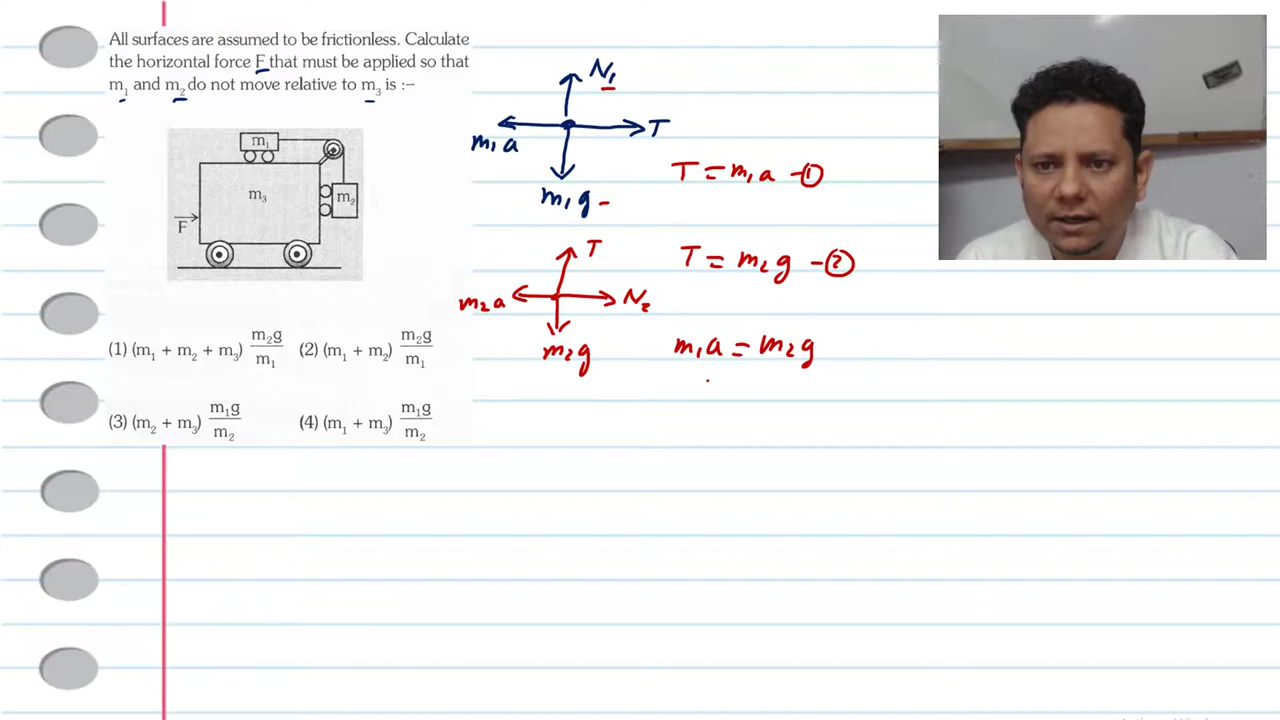 All surfaces are assumed to be frictionless. Calculate
the horizontal force F that must be applied so that
m₁ and m₂ do not move relative to m₃ is :–
m₁
m₃
m₂
F
(1) (m₁ + m₂ + m₃) m₂g/m₁ (2) (m₁ + m₂) m₂g/m₁
(3) (m₂ + m₃) m₁g/m₂ (4) (m₁ + m₃) m₁g/m₂
N₁
T
m₁a
m₁g
T = m₁a –①
T
m₂a
N₂
m₂g
T = m₂g –②
m₁a = m₂g